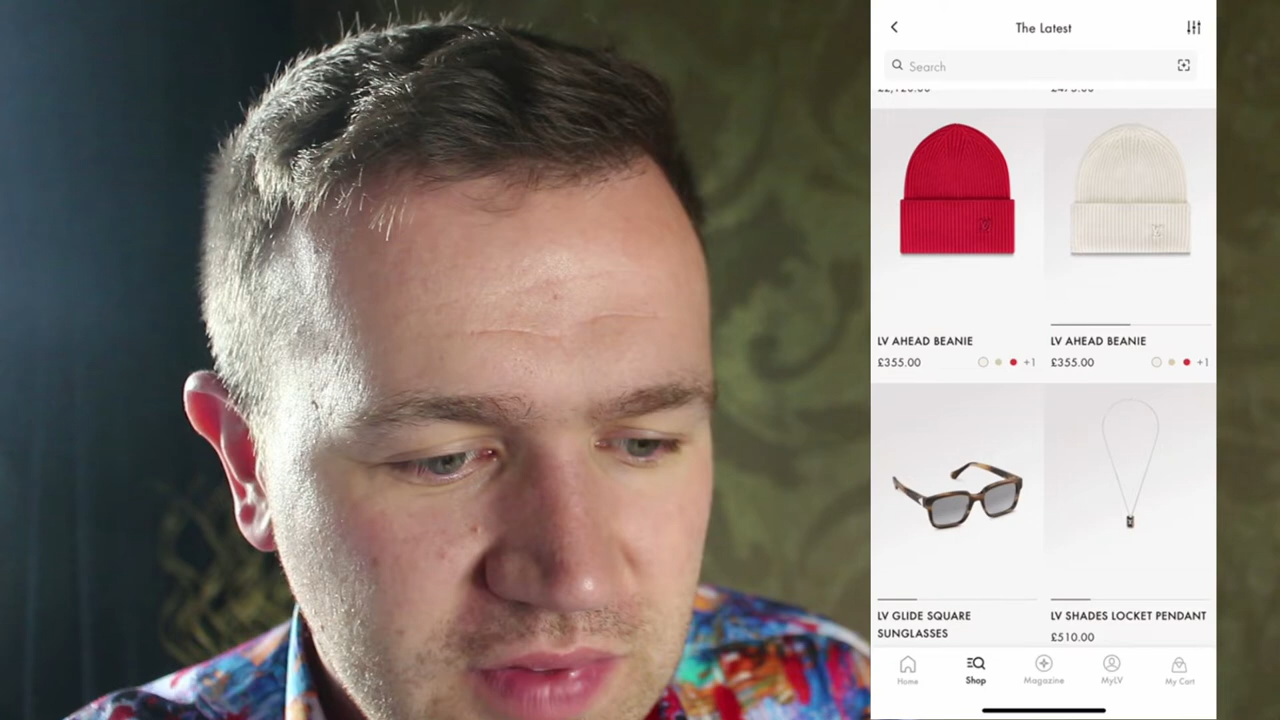 The Latest
Search
LV AHEAD BEANIE
£355.00
+1
LV AHEAD BEANIE
£355.00
+1
LV GLIDE SQUARE
SUNGLASSES
LV SHADES LOCKET PENDANT
£510.00
Home
Shop
Magazine
MyLV
My Cart